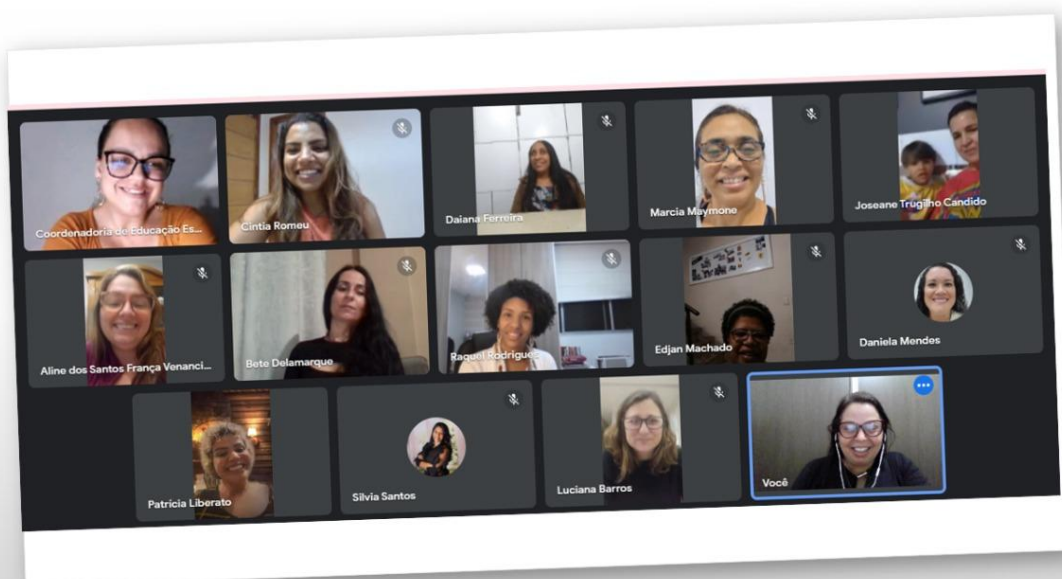 Coordenadoria de Educação Es...
Cintia Romeu
Daiana Ferreira
Marcia Maymone
Joseane Trugilho Candido
Aline dos Santos França Venanci...
Bete Delamarque
Raquel Rodrigues
Edjan Machado
Daniela Mendes
Patrícia Liberato
Silvia Santos
Luciana Barros
Você